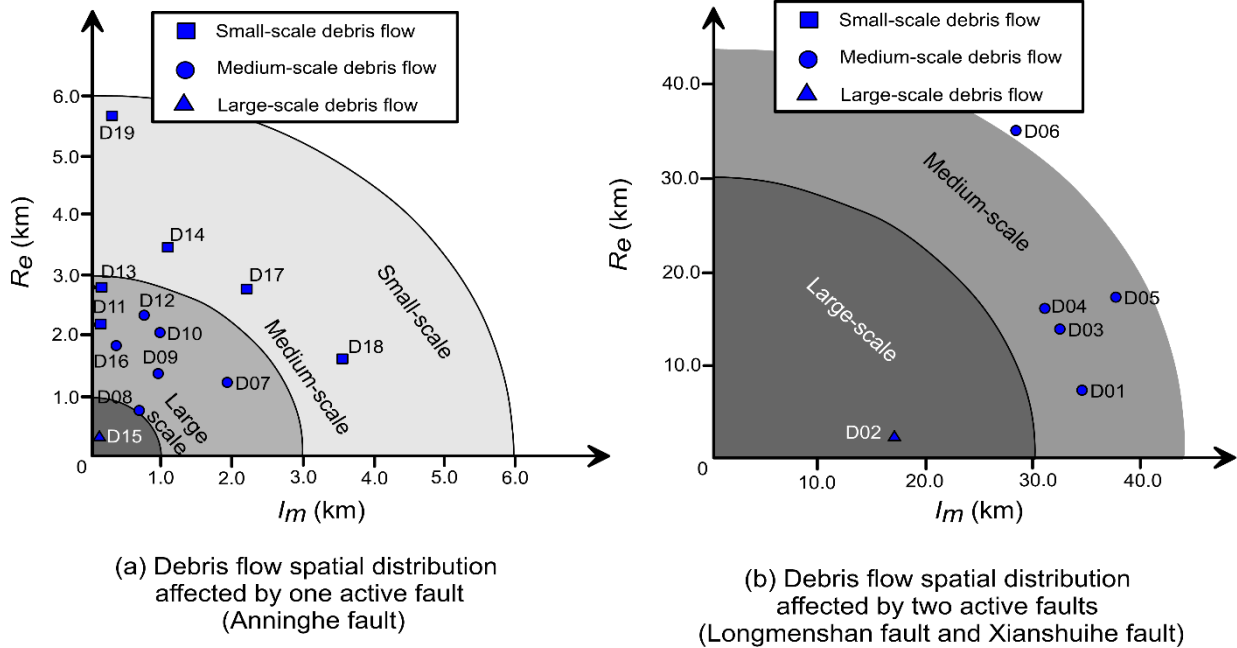 Small-scale debris flow
Medium-scale debris flow
Large-scale debris flow
6.0
5.0
4.0
3.0
2.0
1.0
0
Re (km)
D19
D14
D13
D17
D11
D12
D10
D16
D09
D18
D07
D08
D15
Small-scale
Medium-scale
Large
scale
1.0
2.0
3.0
4.0
5.0
6.0
lm (km)
(a) Debris flow spatial distribution
affected by one active fault
(Anninghe fault)
Small-scale debris flow
Medium-scale debris flow
Large-scale debris flow
40.0
30.0
20.0
10.0
0
Re (km)
D06
Medium-scale
Large-scale
D04
D05
D03
D01
D02
10.0
20.0
30.0
40.0
lm (km)
(b) Debris flow spatial distribution
affected by two active faults
(Longmenshan fault and Xianshuihe fault)